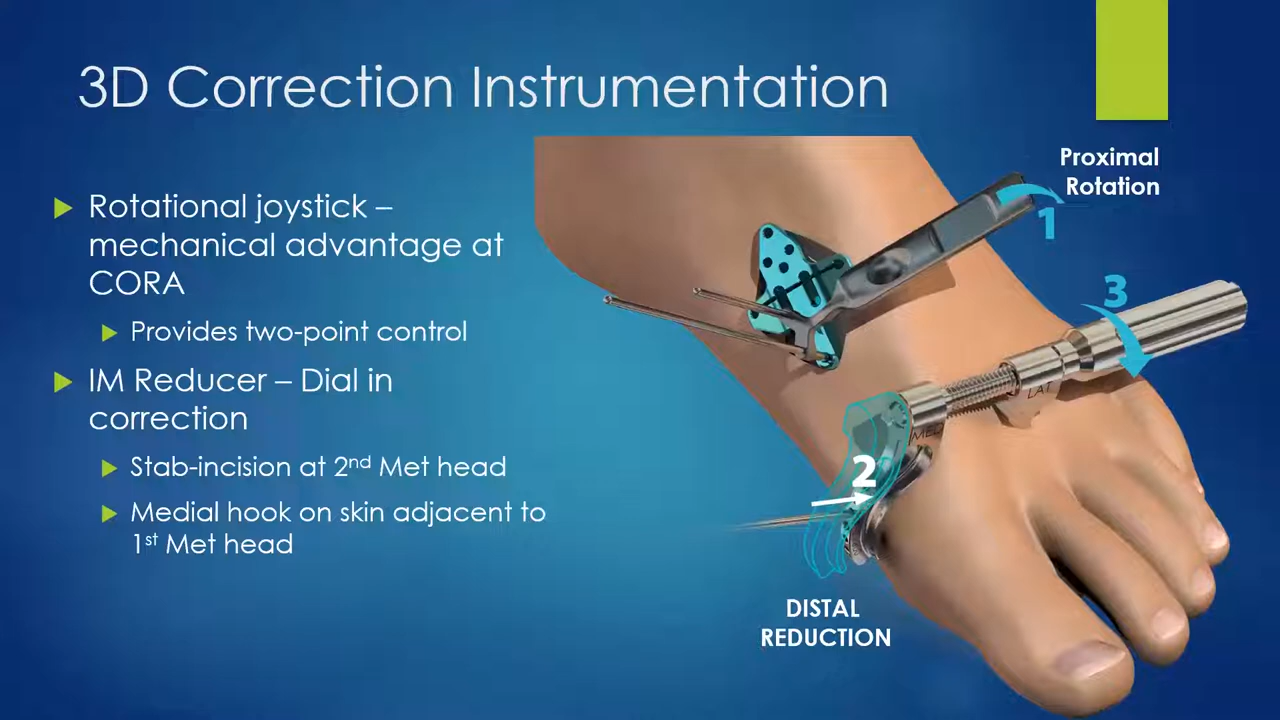 3D Correction Instrumentation
Rotational joystick –
mechanical advantage at
CORA
Provides two-point control
IM Reducer – Dial in
correction
Stab-incision at 2nd Met head
Medial hook on skin adjacent to
1st Met head
Proximal
Rotation
1
3
LAT
MED
2
DISTAL
REDUCTION